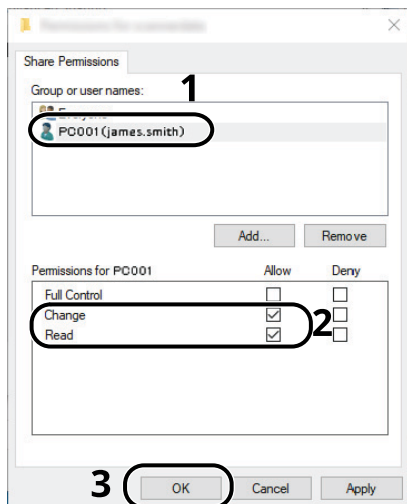 Share Permissions
1
Group or user names:
Everyone
PC001(james.smith)
Add... Remove
Permissions for PC001 Allow Deny
Full Control
Change
2
Read
3
OK Cancel Apply